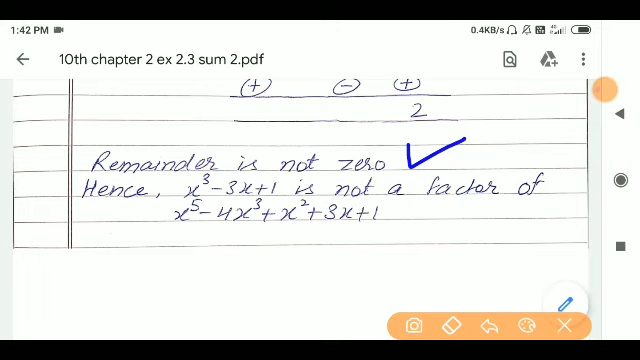 1:42 PM 0.4KB/s
10th chapter 2 ex 2.3 sum 2.pdf
(+) (-) (+)
2
Remainder is not zero
Hence, x³-3x+1 is not a factor of
x⁵-4x³+x²+3x+1